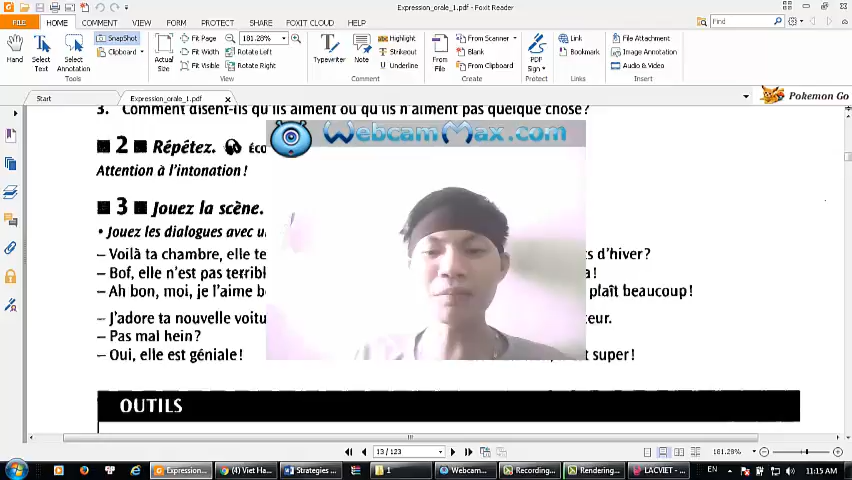 Expression_orale_1.pdf - Foxit Reader
FILE HOME COMMENT VIEW FORM PROTECT SHARE FOXIT CLOUD HELP
Find
SnapShot
Clipboard
Hand
Select Text
Select Annotation
Actual Size
Fit Page
Fit Width
Fit Visible
181.28%
Rotate Left
Rotate Right
Typewriter
Note
Highlight
Strikeout
Underline
From File
From Scanner
Blank
From Clipboard
PDF Sign
Link
Bookmark
File Attachment
Image Annotation
Audio & Video
Tools View Comment Create Protect Links Insert
Start Expression_orale_1.pdf
Pokemon Go
3. Comment disent-ils qu'ils aiment ou qu'ils n'aiment pas quelque chose?
WebcamMax.com
2 Répétez. ÉCO
Attention à l'intonation !
3 Jouez la scène.
• Jouez les dialogues avec u
– Voilà ta chambre, elle te
s d'hiver?
– Bof, elle n'est pas terribl
a!
– Ah bon, moi, je l'aime b
plaît beaucoup!
– J'adore ta nouvelle voitu
eur.
– Pas mal hein?
– Oui, elle est géniale!
t super!
OUTILS
13 / 123
181.28%
Expression...
(4) Viet Ha...
Strategies ...
1
Webcam...
Recording...
Rendering...
LACVIET -...
EN
11:15 AM